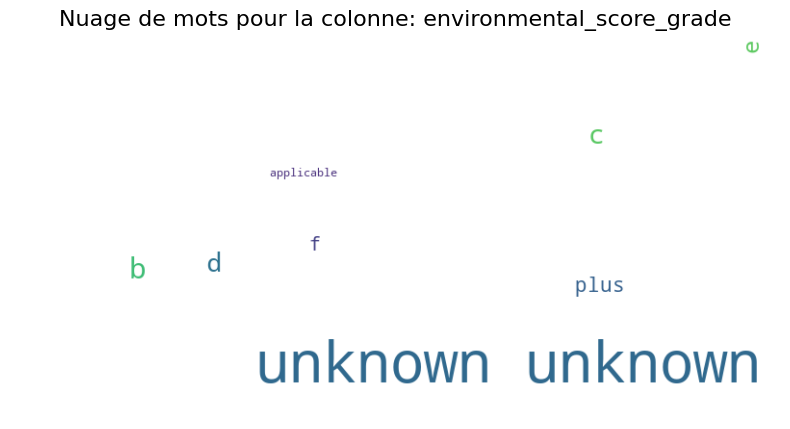 Nuage de mots pour la colonne: environmental_score_grade
e
c
applicable
f
b
d
plus
unknown unknown